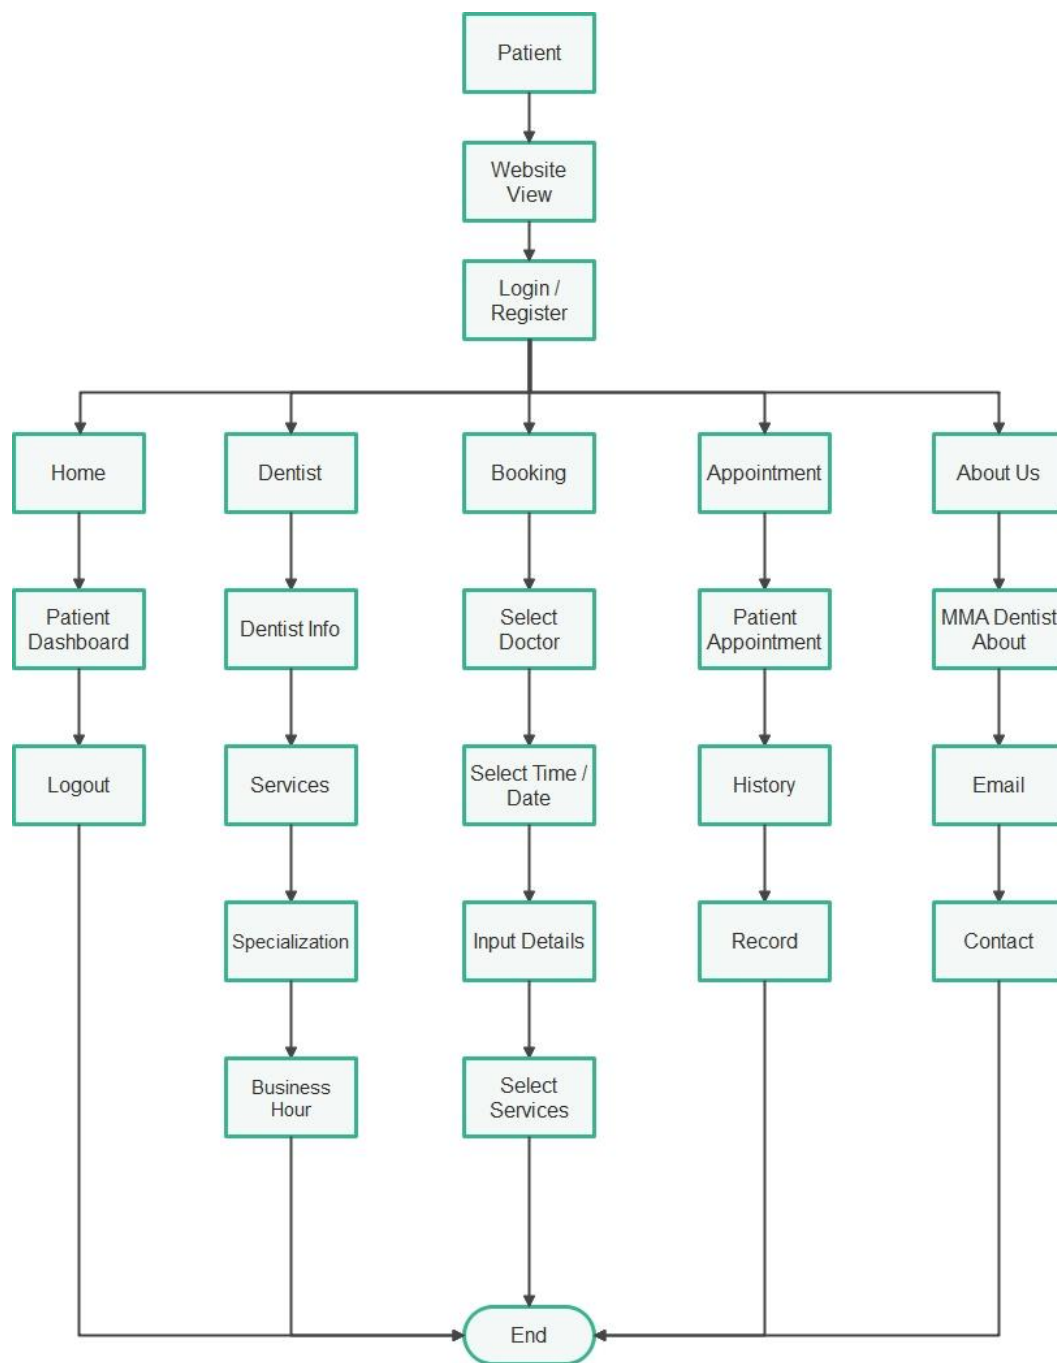 Patient
Website
View
Login /
Register
Home
Dentist
Booking
Appointment
About Us
Patient
Dashboard
Dentist Info
Select
Doctor
Patient
Appointment
MMA Dentist
About
Logout
Services
Select Time /
Date
History
Email
Specialization
Input Details
Record
Contact
Business
Hour
Select
Services
End